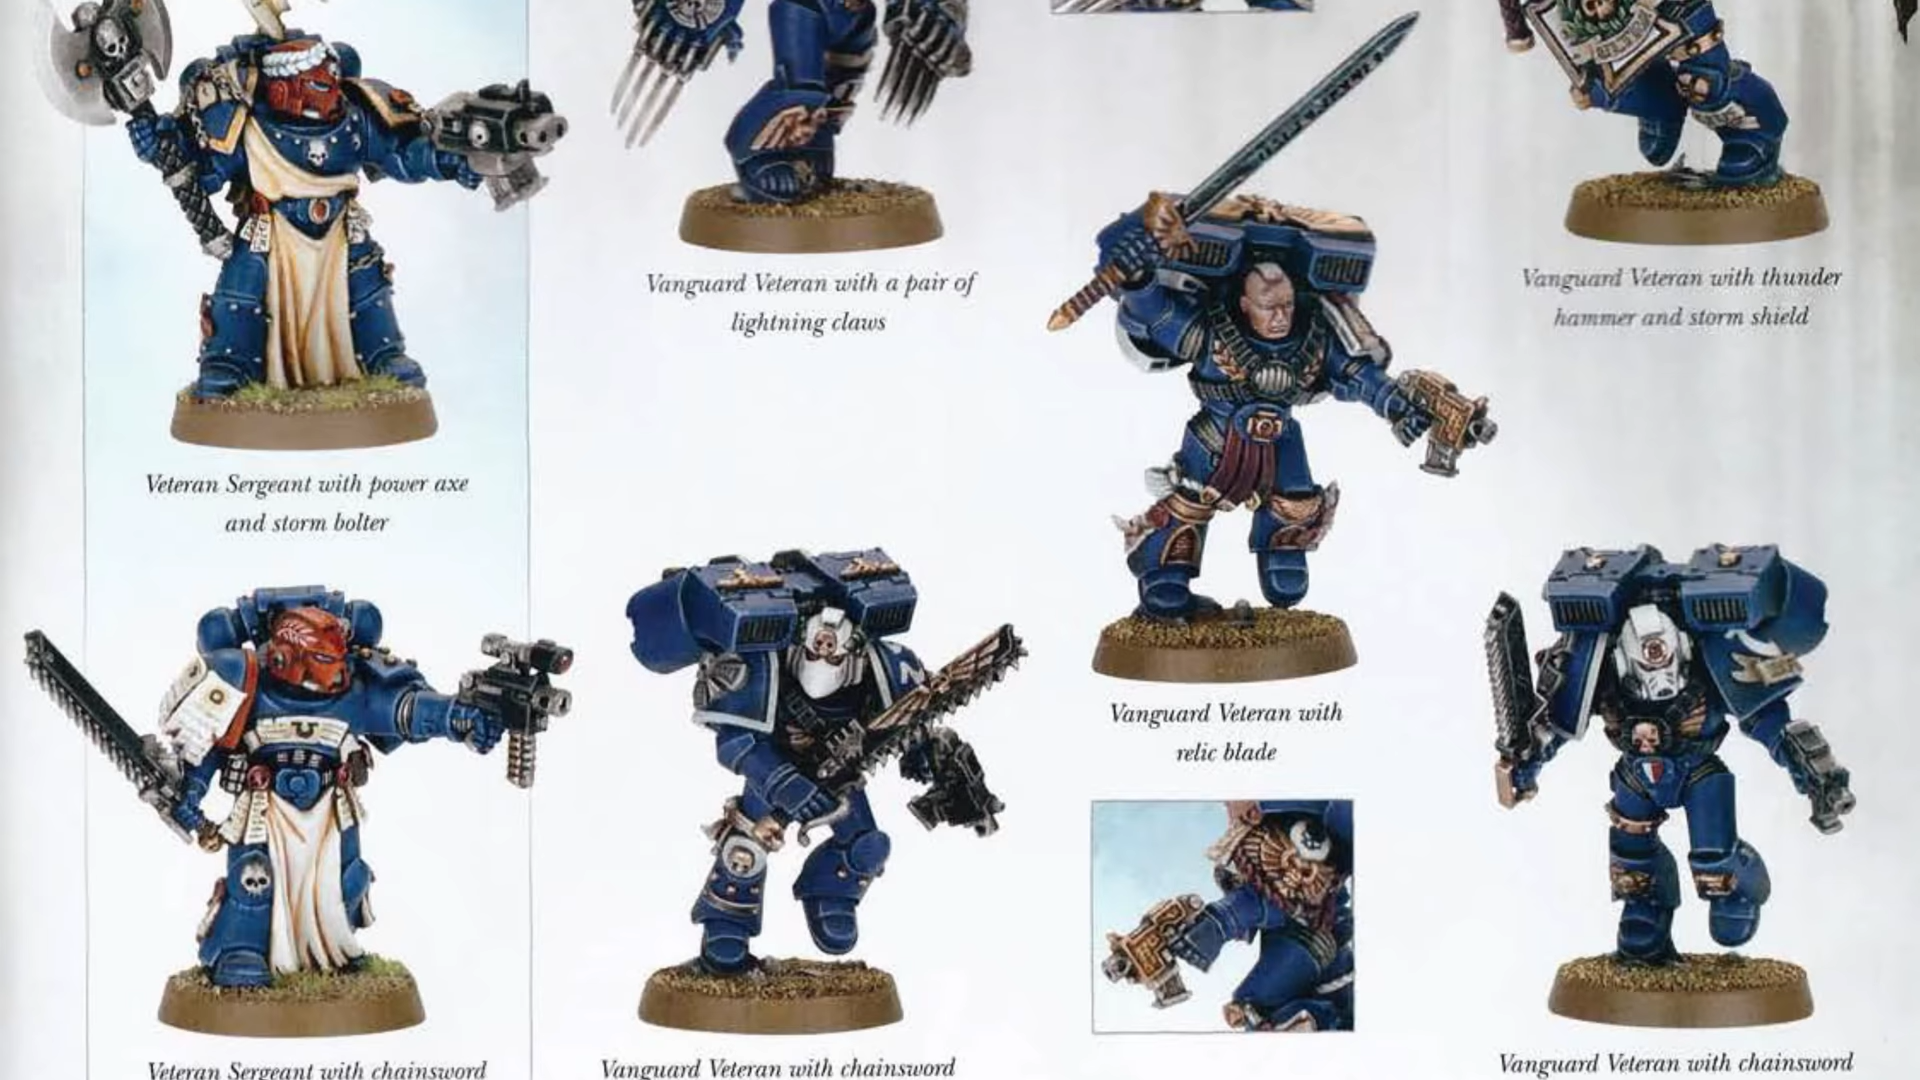 Vanguard Veteran with a pair of
lightning claws
Vanguard Veteran with thunder
hammer and storm shield
Veteran Sergeant with power axe
and storm bolter
Vanguard Veteran with
relic blade
Veteran Sergeant with chainsword
Vanguard Veteran with chainsword
Vanguard Veteran with chainsword